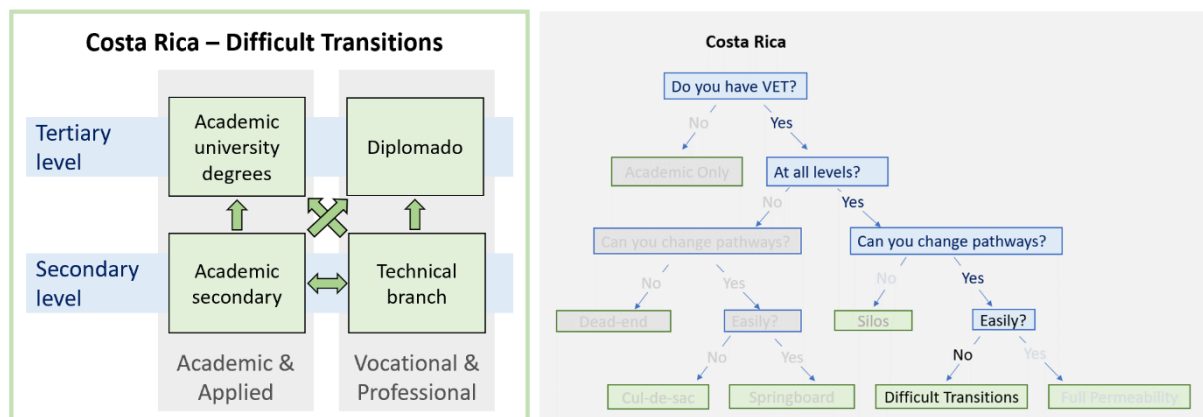 Costa Rica – Difficult Transitions
Tertiary
level
Academic
university
degrees
Diplomado
Secondary
level
Academic
secondary
Technical
branch
Academic &
Applied
Vocational &
Professional
Costa Rica
Do you have VET?
No
Yes
Academic Only
At all levels?
No
Yes
Can you change pathways?
Can you change pathways?
No
Yes
No
Yes
Dead-end
Easily?
Silos
Easily?
No
Yes
No
Yes
Cul-de-sac
Springboard
Difficult Transitions
Full Permeability